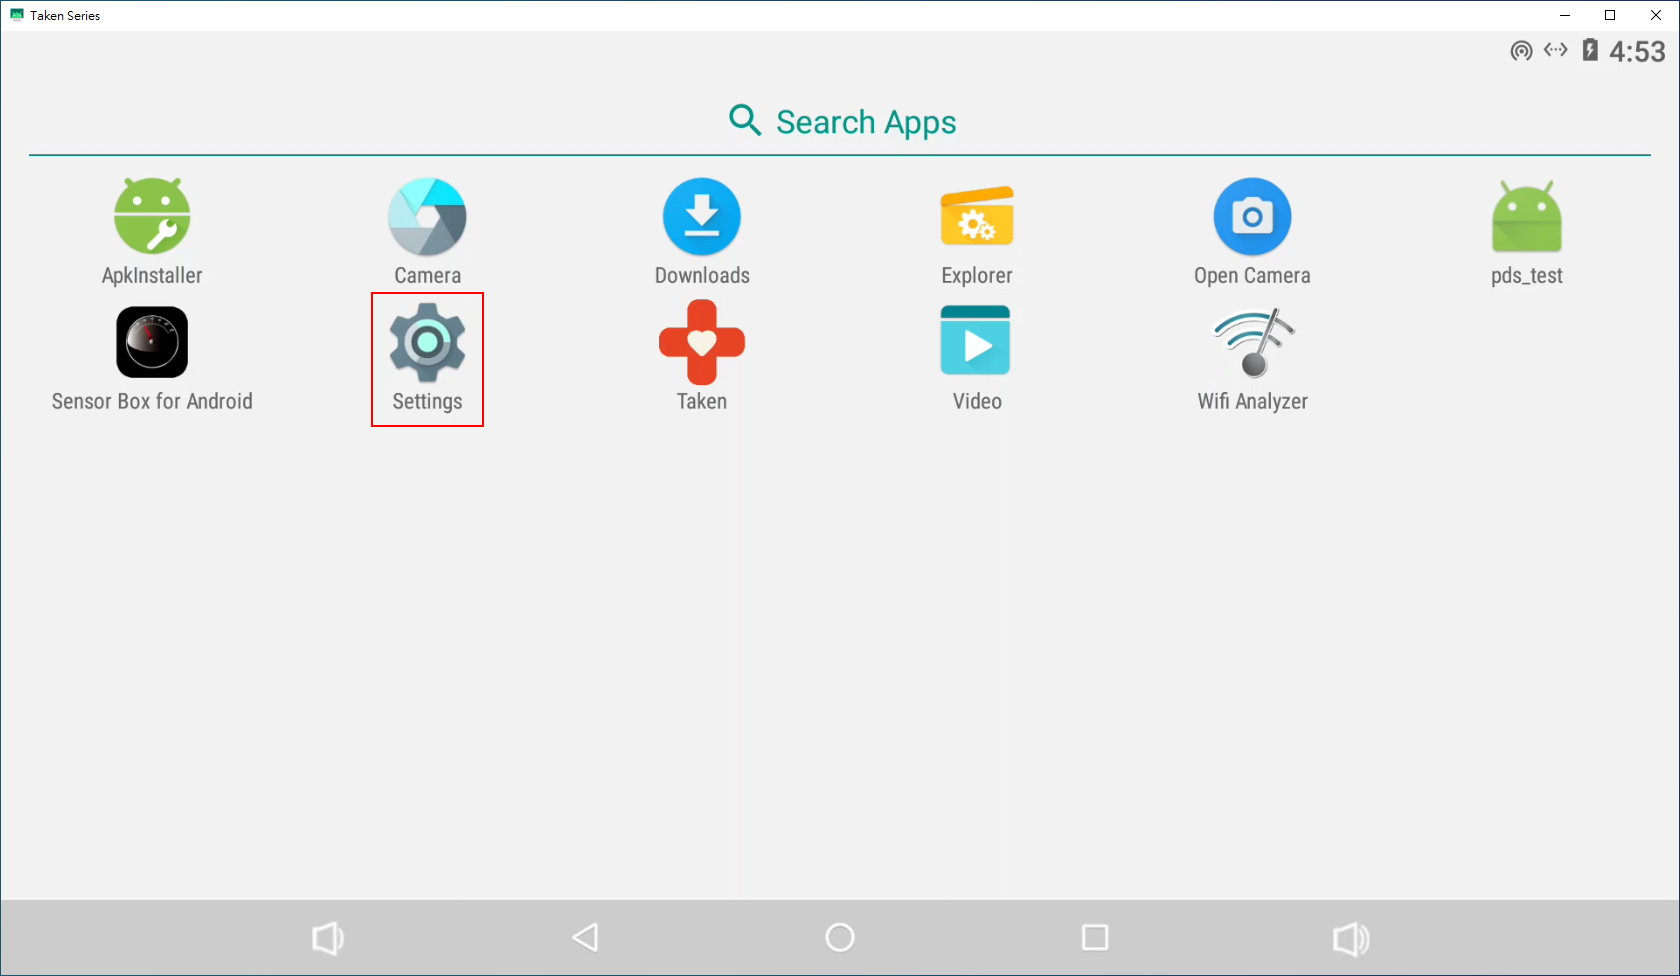 Taken Series
4:53
Search Apps
ApkInstaller
Camera
Downloads
Explorer
Open Camera
pds_test
Sensor Box for Android
Settings
Taken
Video
Wifi Analyzer